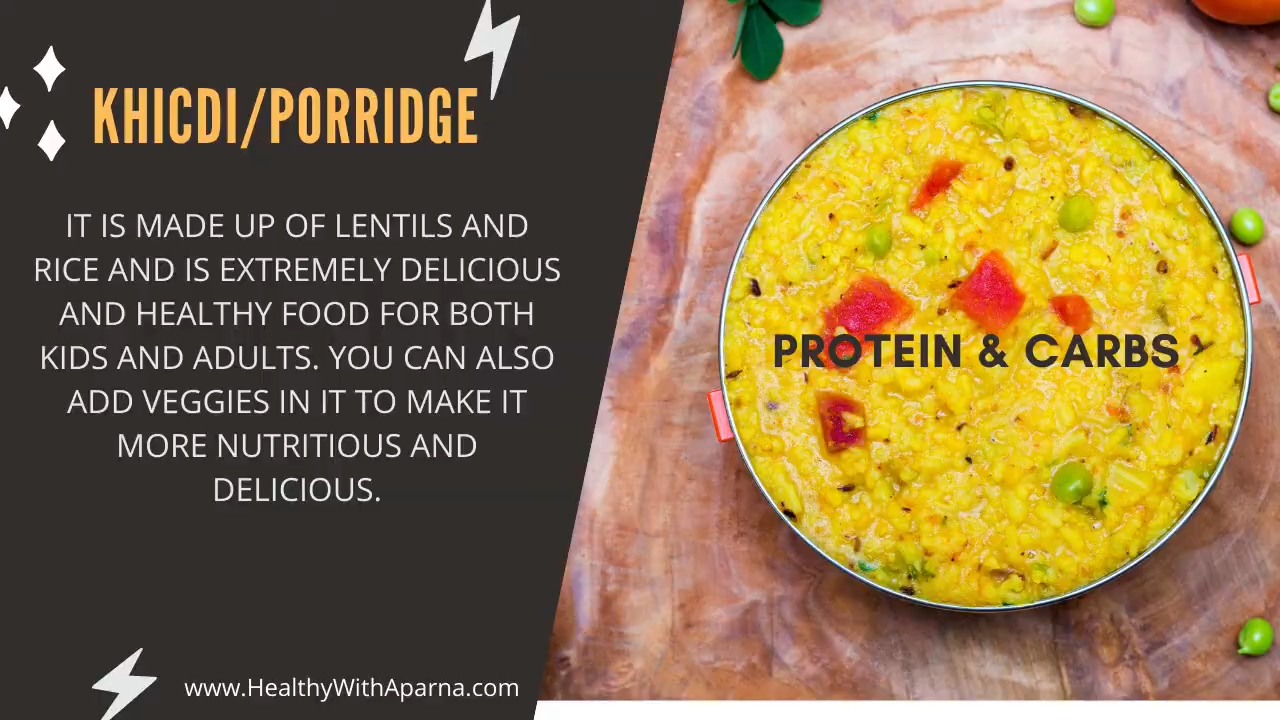 KHICDI/PORRIDGE
IT IS MADE UP OF LENTILS AND
RICE AND IS EXTREMELY DELICIOUS
AND HEALTHY FOOD FOR BOTH
KIDS AND ADULTS. YOU CAN ALSO
ADD VEGGIES IN IT TO MAKE IT
MORE NUTRITIOUS AND
DELICIOUS.
PROTEIN & CARBS
www.HealthyWithAparna.com